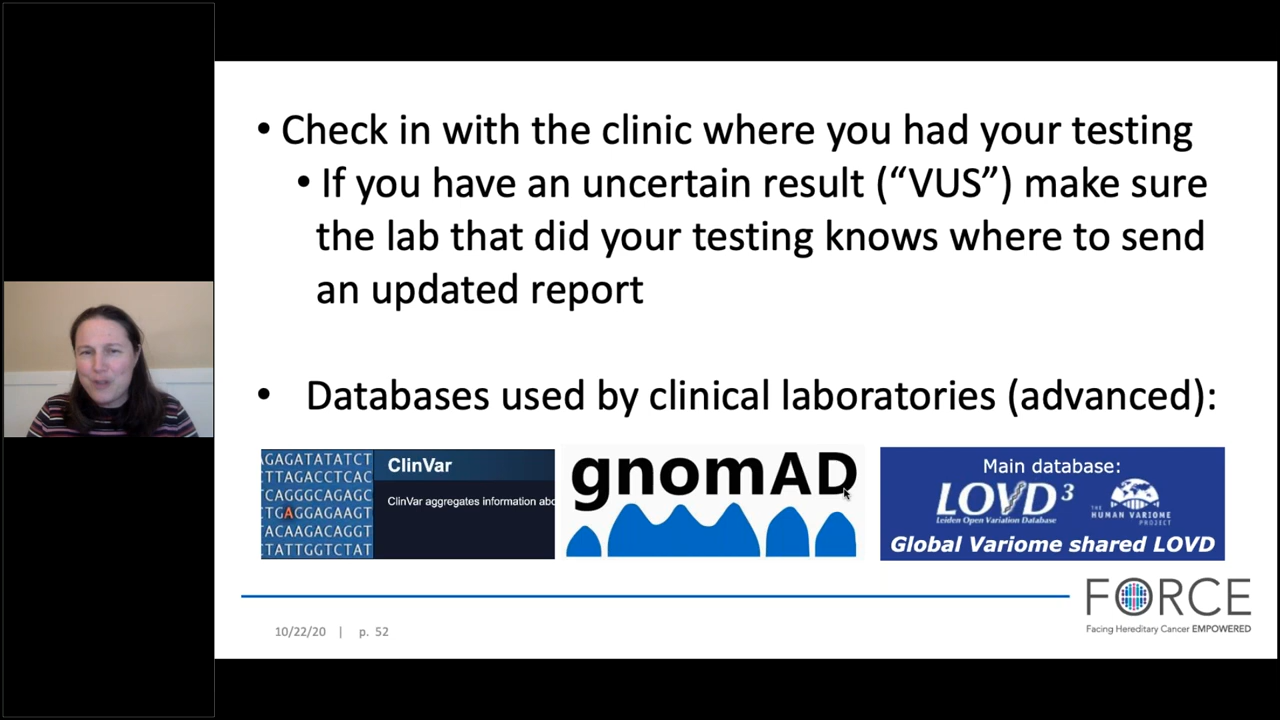 • Check in with the clinic where you had your testing
• If you have an uncertain result (“VUS”) make sure
the lab that did your testing knows where to send
an updated report
• Databases used by clinical laboratories (advanced):
GAGATATATCT
TTAGACCTCAC
CAGGGCAGAGC
TGAGGAGAAGT
TACAAGACAGGT
TATTGGTCTAT
ClinVar
ClinVar aggregates information abo
gnomAD
Main database:
LOVD3
Leiden Open Variation Database
THE
HUMAN VARIOME
PROJECT
Global Variome shared LOVD
10/22/20 | p. 52
FORCE
Facing Hereditary Cancer EMPOWERED